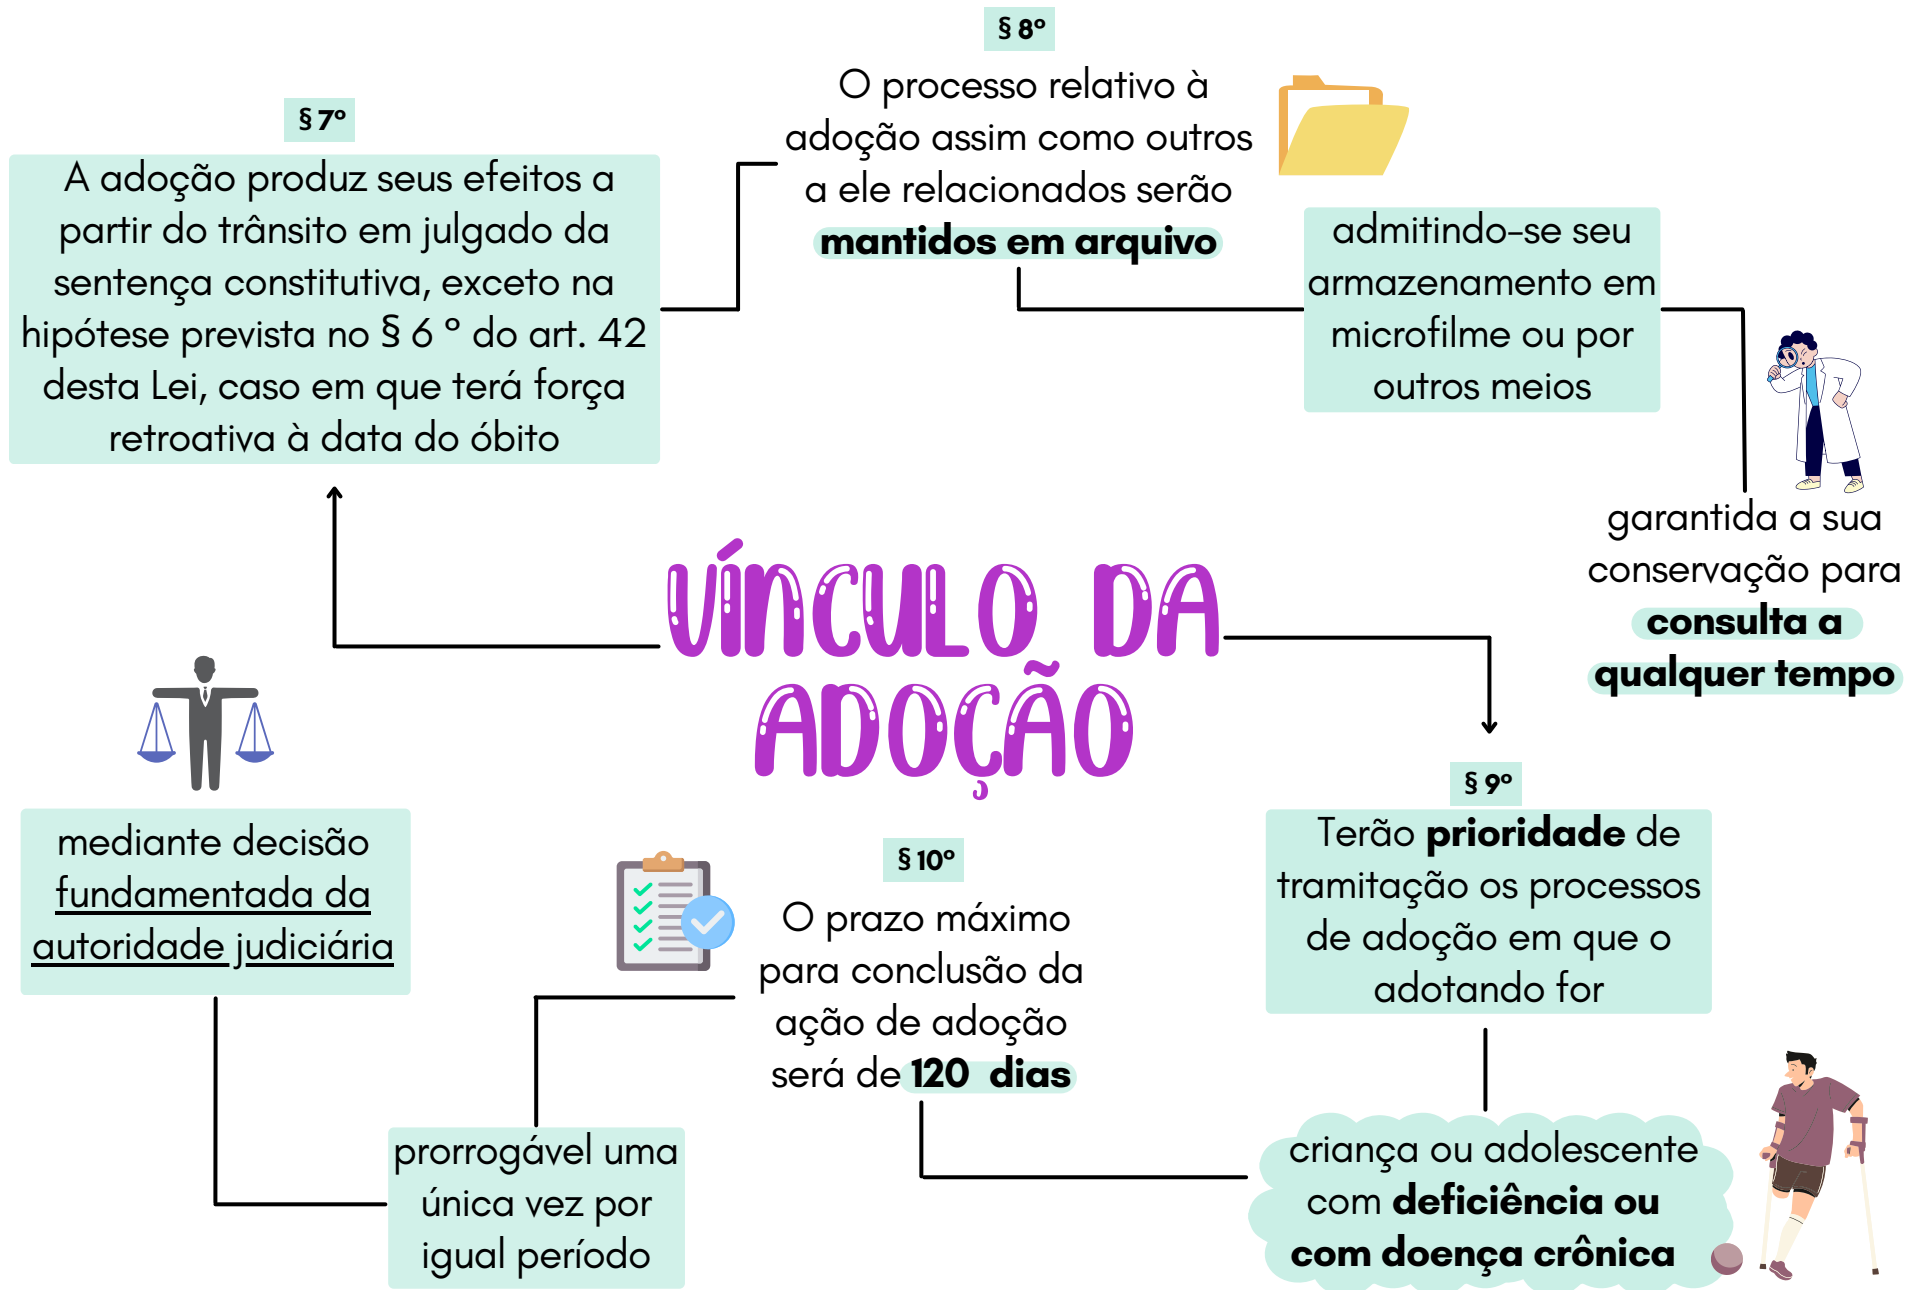 § 7º
A adoção produz seus efeitos a
partir do trânsito em julgado da
sentença constitutiva, exceto na
hipótese prevista no § 6 º do art. 42
desta Lei, caso em que terá força
retroativa à data do óbito
§ 8º
O processo relativo à
adoção assim como outros
a ele relacionados serão
mantidos em arquivo
admitindo-se seu
armazenamento em
microfilme ou por
outros meios
garantida a sua
conservação para
consulta a
qualquer tempo
VÍNCULO DA
ADOÇÃO
§ 9º
Terão prioridade de
tramitação os processos
de adoção em que o
adotando for
criança ou adolescente
com deficiência ou
com doença crônica
§ 10º
O prazo máximo
para conclusão da
ação de adoção
será de 120 dias
prorrogável uma
única vez por
igual período
mediante decisão
fundamentada da
autoridade judiciária